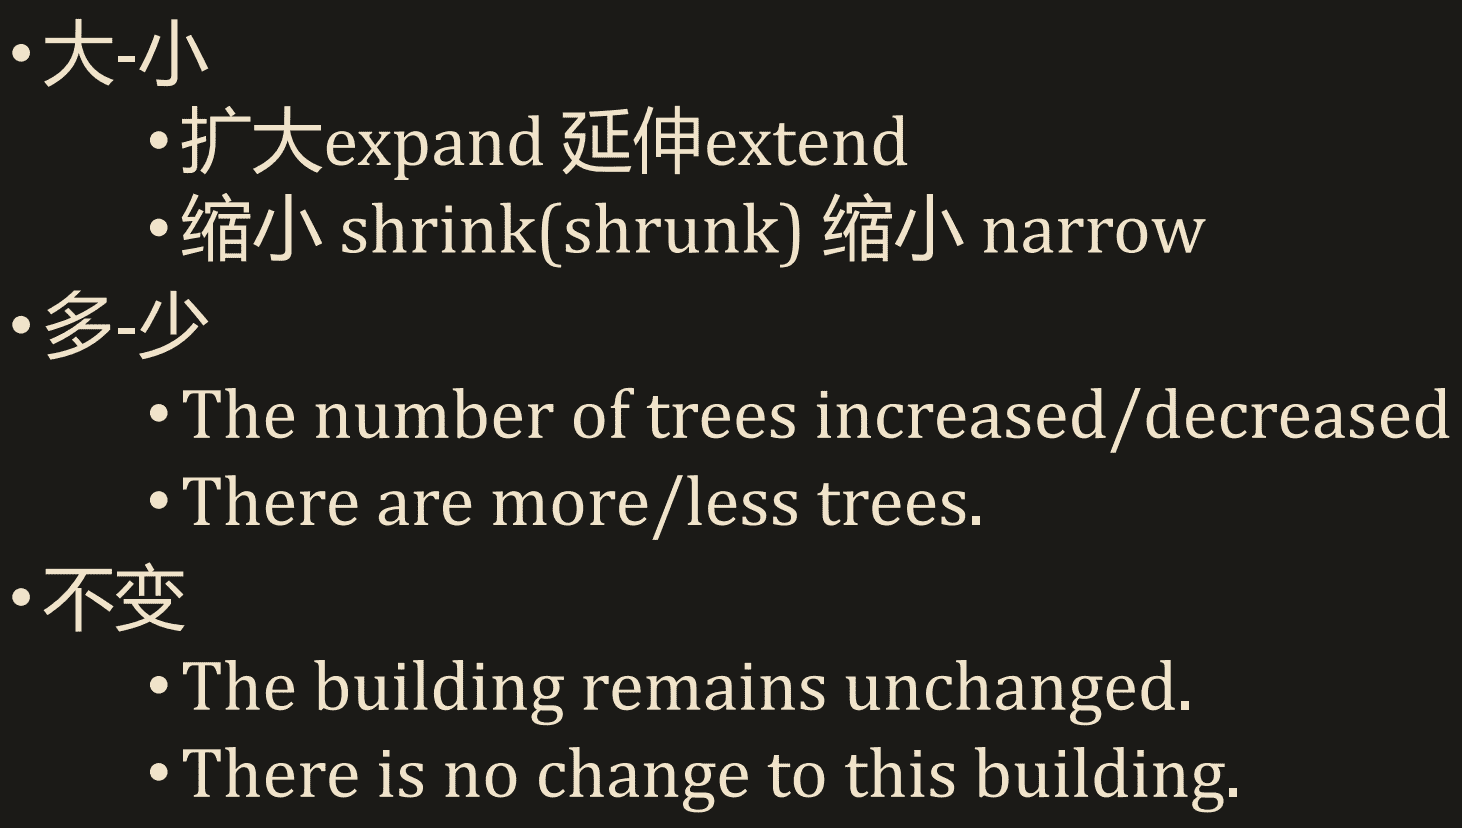 • 大-小
• 扩大expand 延伸extend
• 缩小 shrink(shrunk) 缩小 narrow
• 多-少
• The number of trees increased/decreased
• There are more/less trees.
• 不变
• The building remains unchanged.
• There is no change to this building.